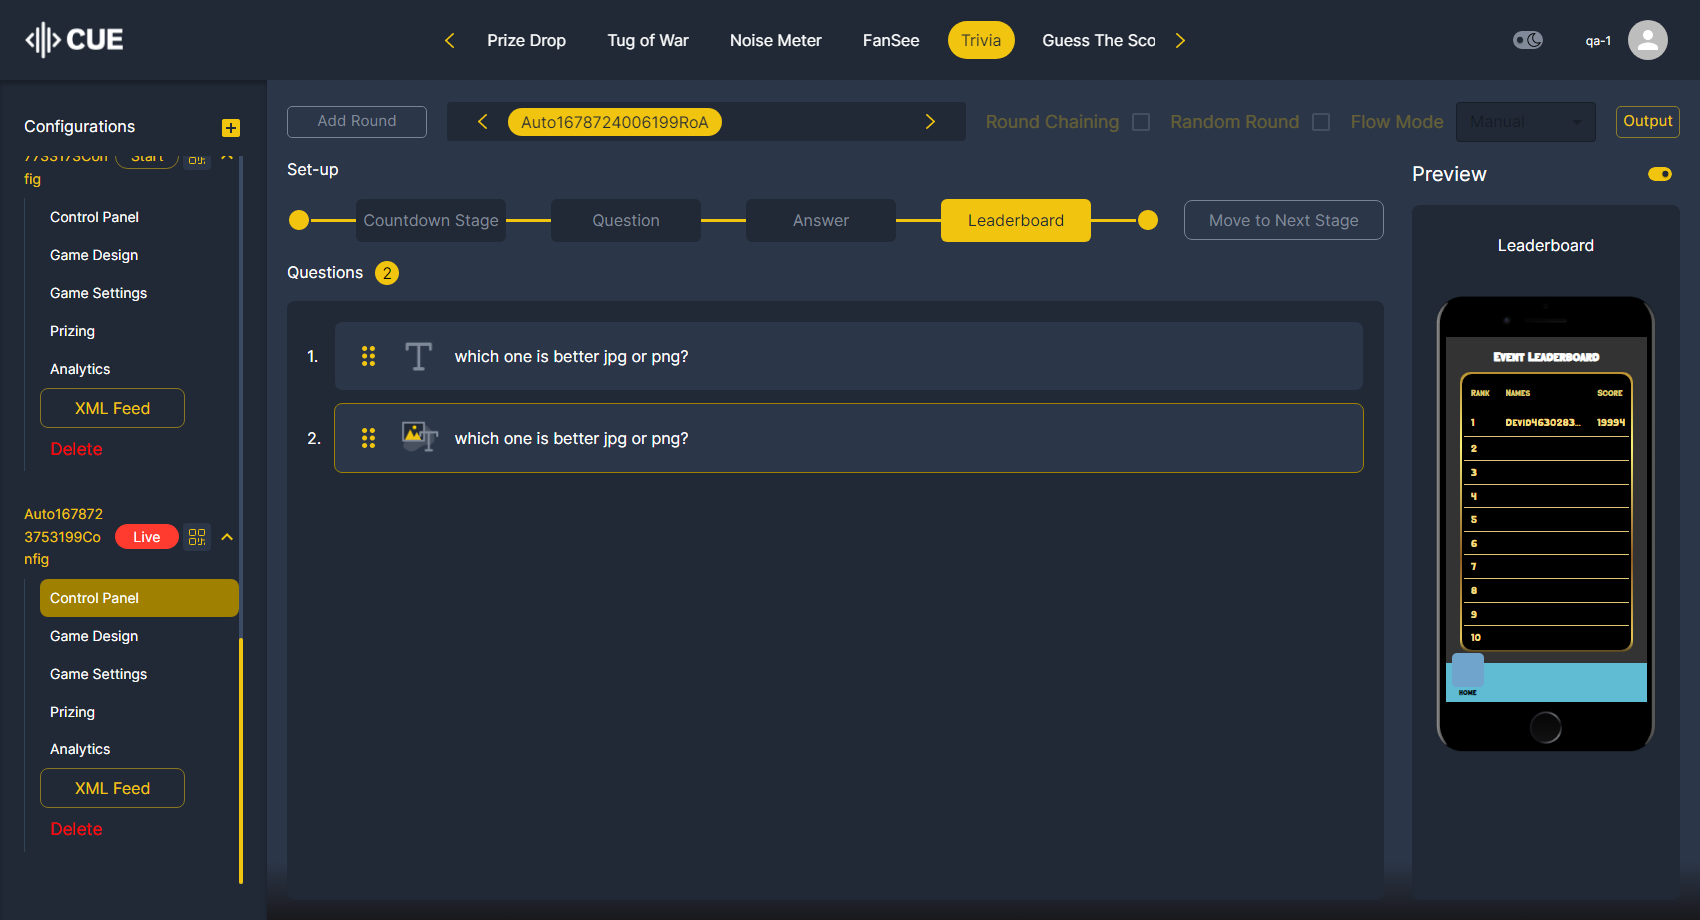 CUE
Prize Drop
Tug of War
Noise Meter
FanSee
Trivia
Guess The Sco
qa-1
Configurations
7733173Con
fig
Start
Control Panel
Game Design
Game Settings
Prizing
Analytics
XML Feed
Delete
Auto167872
3753199Co
nfig
Live
Control Panel
Game Design
Game Settings
Prizing
Analytics
XML Feed
Delete
Add Round
Auto1678724006199RoA
Round Chaining
Random Round
Flow Mode
Manual
Output
Set-up
Countdown Stage
Question
Answer
Leaderboard
Move to Next Stage
Questions 2
1. which one is better jpg or png?
2. which one is better jpg or png?
Preview
Leaderboard
Event Leaderboard
Rank Names Score
1 Devid4630283... 19994
2
3
4
5
6
7
8
9
10
HOME